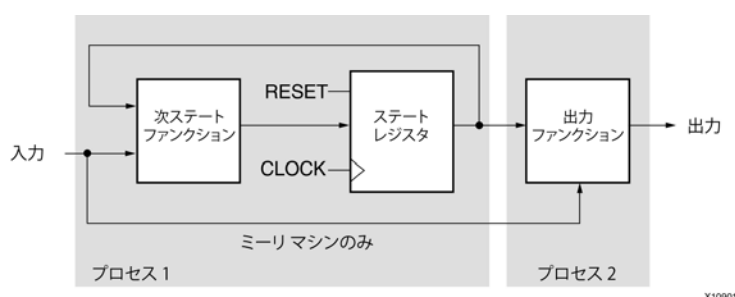 RESET
次ステート
ファンクション
ステート
レジスタ
出力
ファンクション
出力
入力
CLOCK
ミーリ マシンのみ
プロセス 1
プロセス 2
X10901